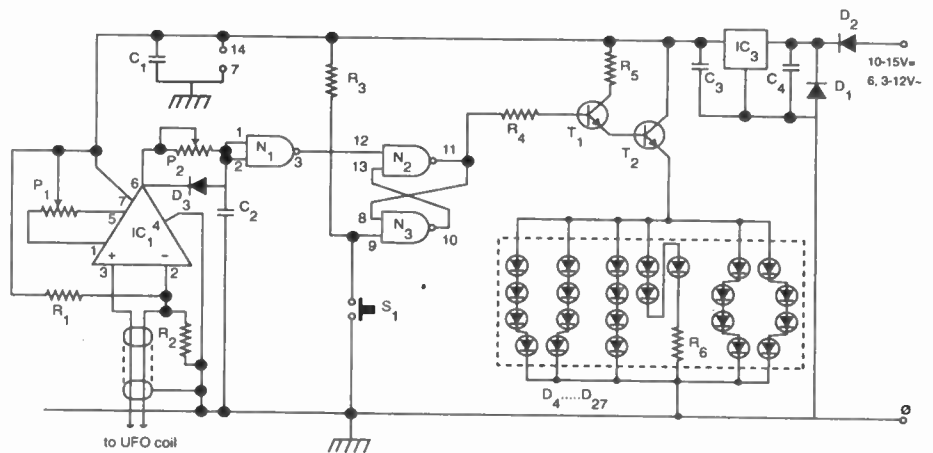 D2
10-15V=
6, 3-12V~
C1
14
7
R3
R5
C3
IC3
C4
D1
R4
T1
T2
P2
1
2
N1
3
12
13
N2
11
8
9
N3
10
P1
6
7
5
4
D3
C2
IC1
1
+
-
3
2
R1
R2
S1
R6
D4.....D27
Ø
to UFO coil